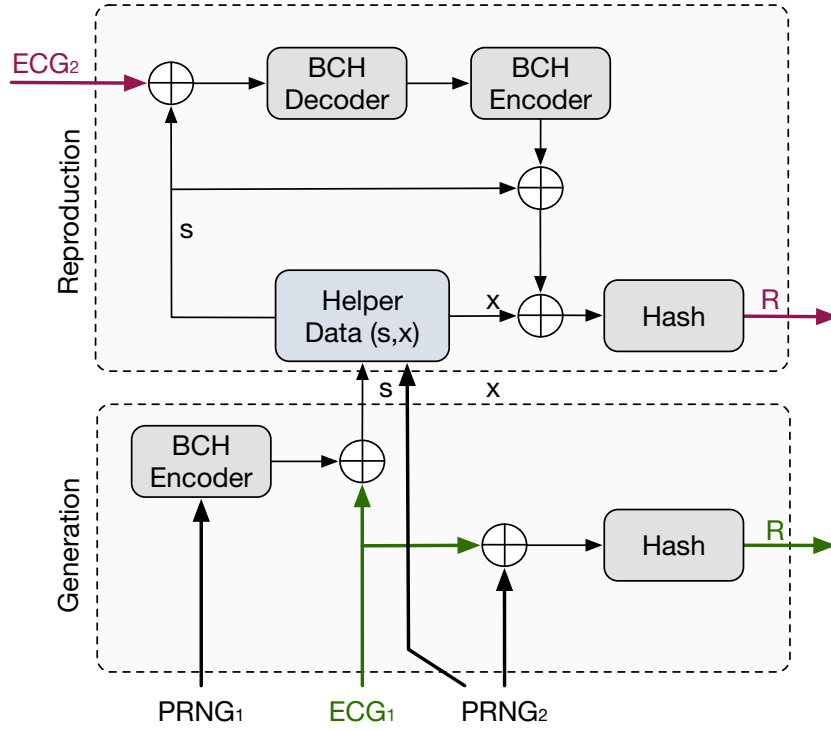 ECG₂
BCH
Decoder
BCH
Encoder
Reproduction
s
Helper
Data (s,x)
x
Hash
R
s
x
Generation
BCH
Encoder
Hash
R
PRNG₁
ECG₁
PRNG₂